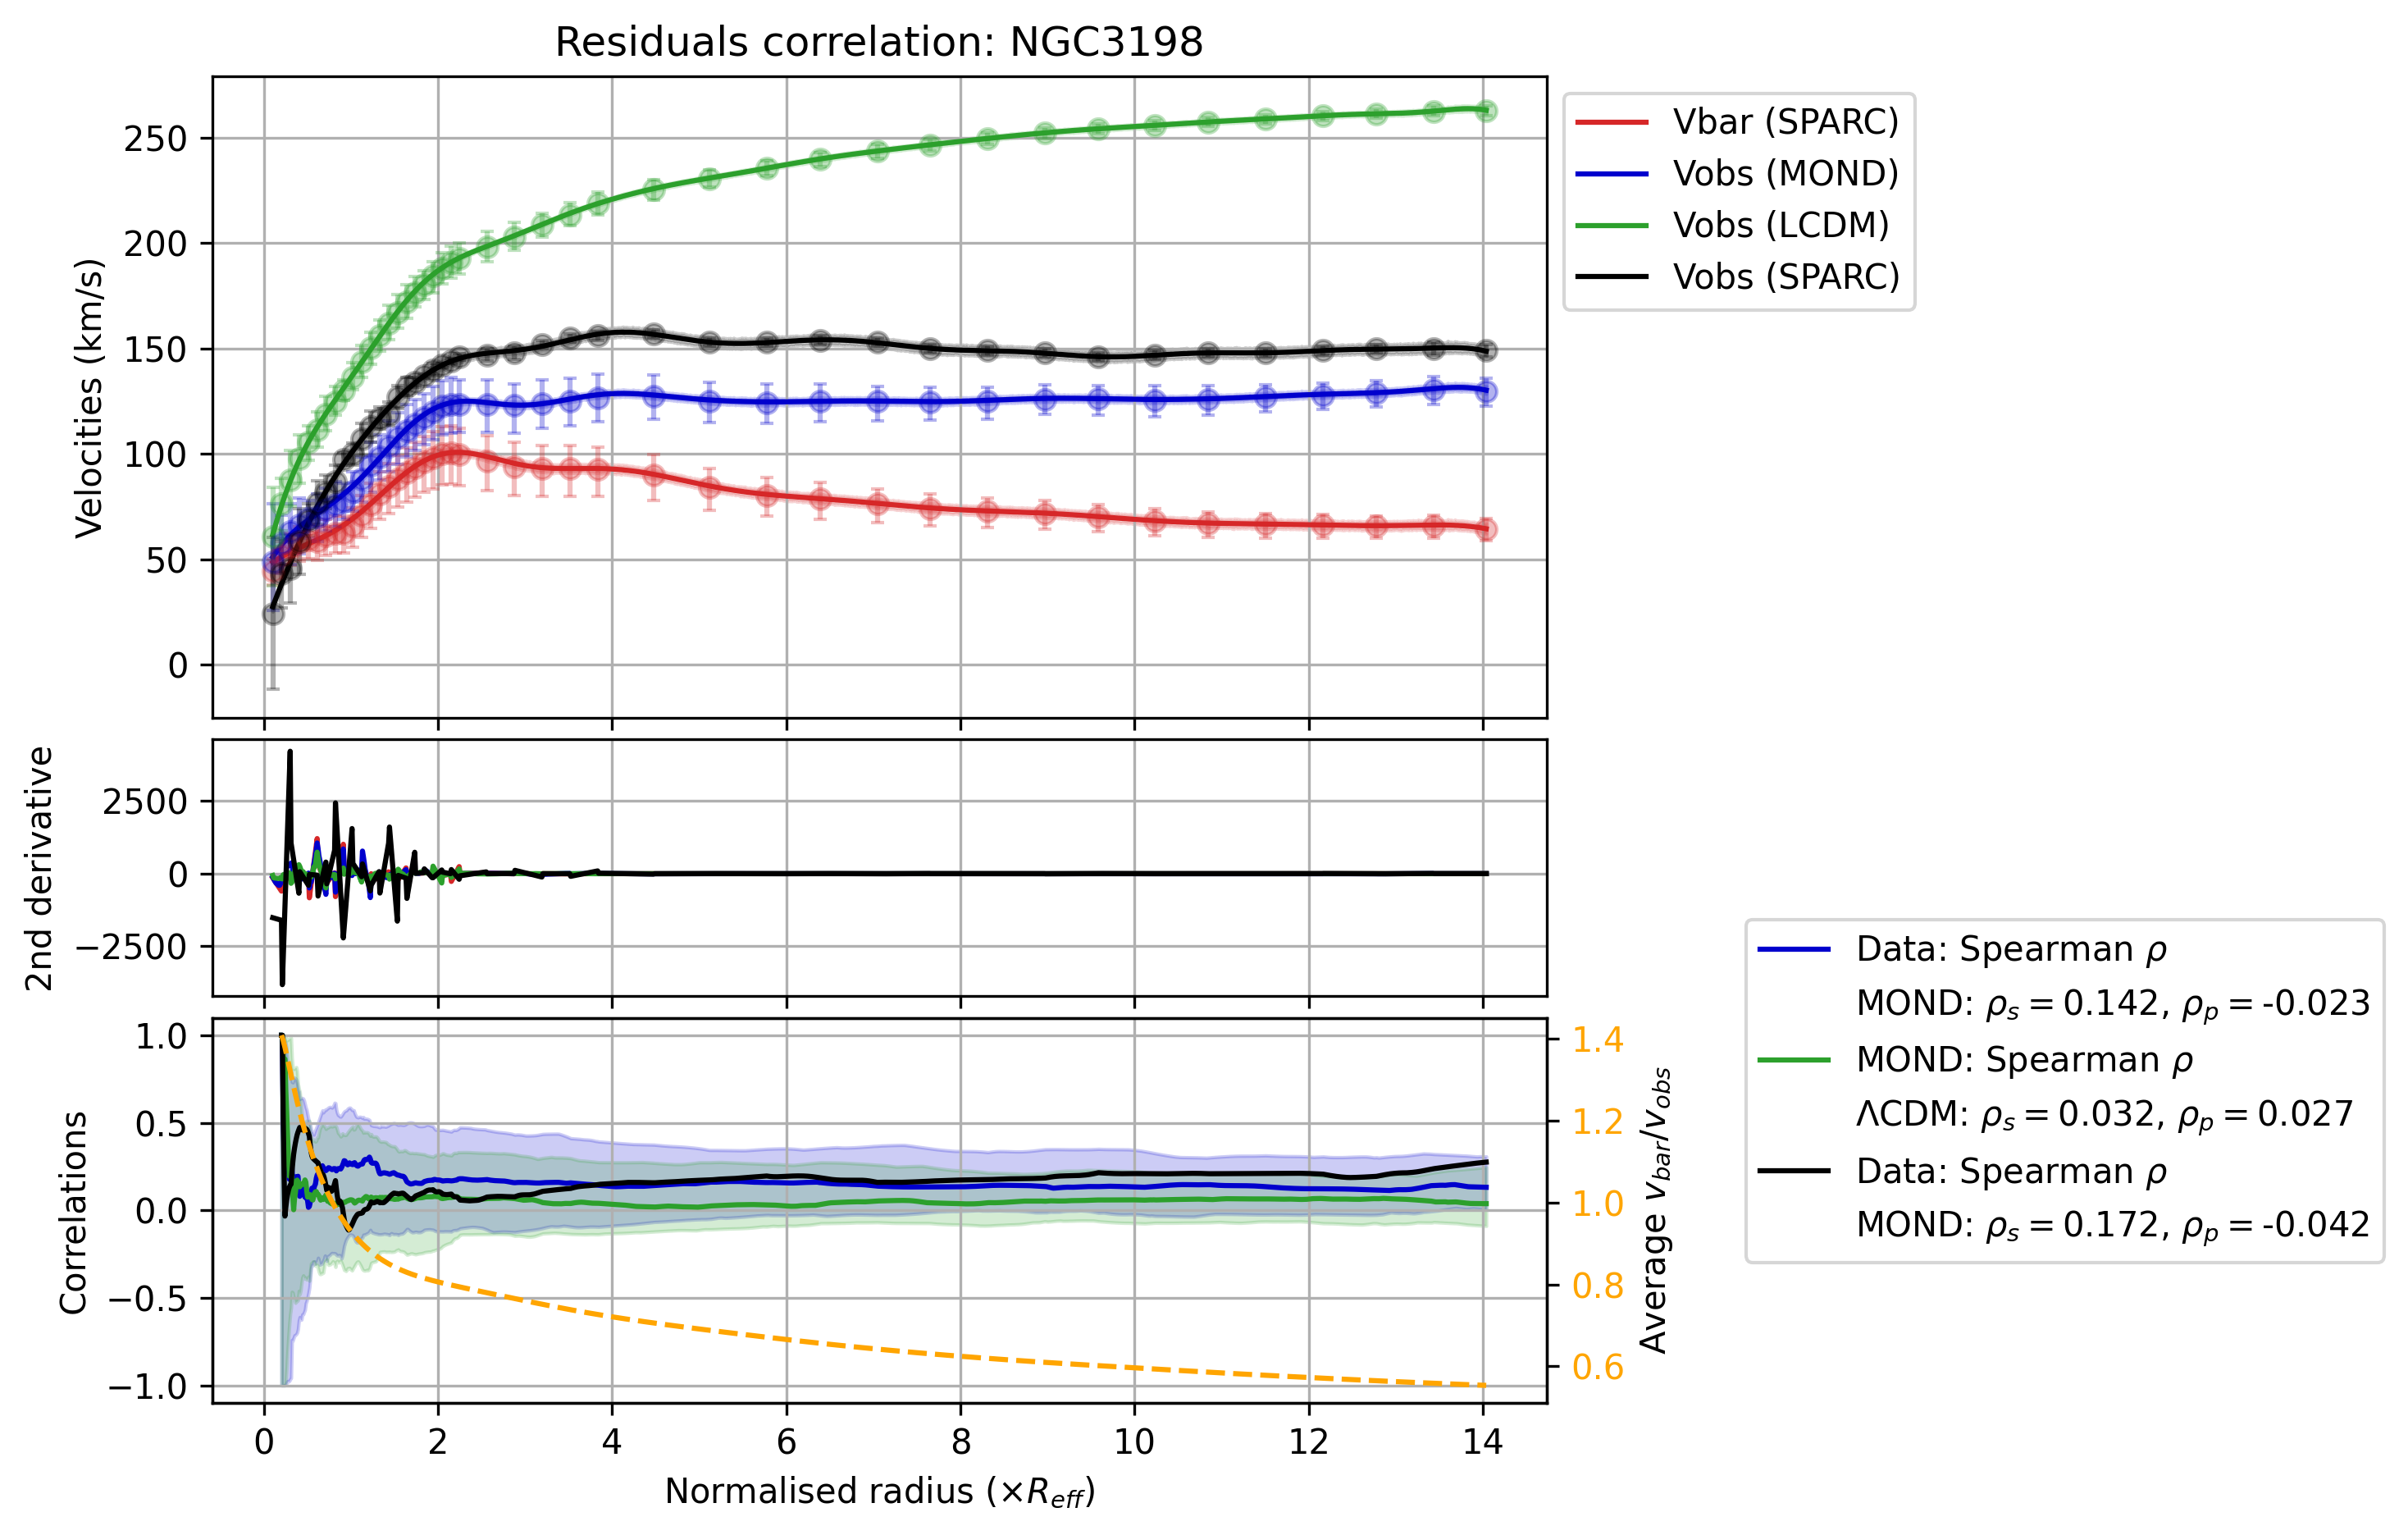 Residuals correlation: NGC3198
Velocities (km/s)
250
200
150
100
50
0
Vbar (SPARC)
Vobs (MOND)
Vobs (LCDM)
Vobs (SPARC)
2nd derivative
2500
0
−2500
Correlations
1.0
0.5
0.0
−0.5
−1.0
1.4
1.2
1.0
0.8
0.6
Average v_bar/v_obs
Data: Spearman ρ
MOND: ρ_s = 0.142, ρ_p = -0.023
MOND: Spearman ρ
ΛCDM: ρ_s = 0.032, ρ_p = 0.027
Data: Spearman ρ
MOND: ρ_s = 0.172, ρ_p = -0.042
0 2 4 6 8 10 12 14
Normalised radius (×R_eff)